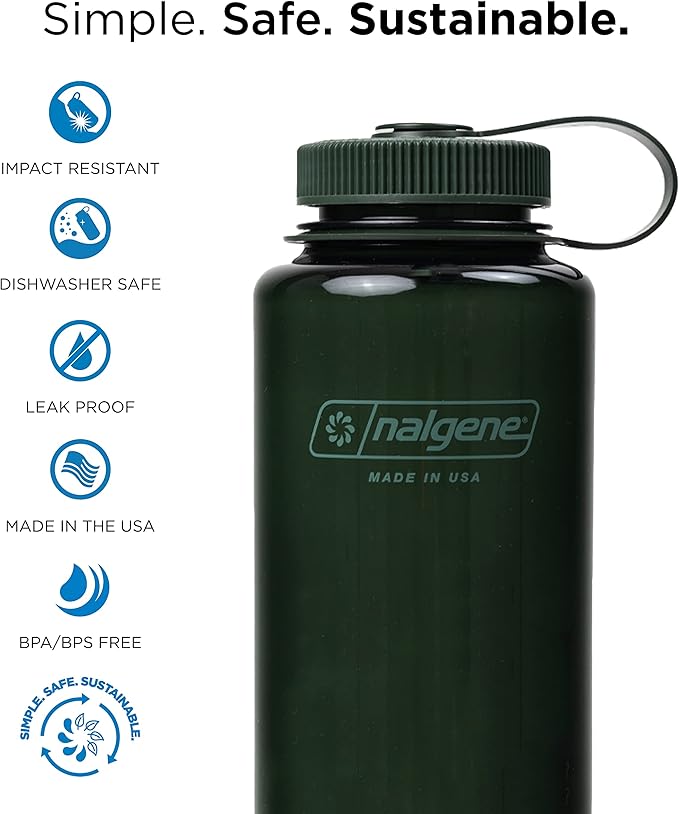 Simple. Safe. Sustainable.
IMPACT RESISTANT
DISHWASHER SAFE
LEAK PROOF
MADE IN THE USA
BPA/BPS FREE
SIMPLE. SAFE. SUSTAINABLE.
nalgene®
MADE IN USA